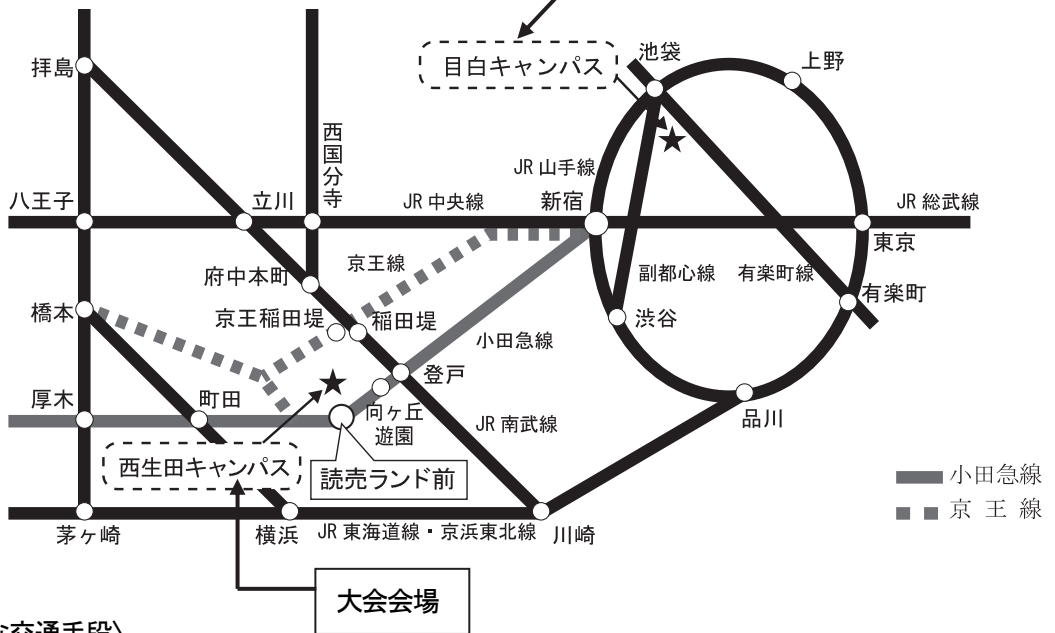 池袋
上野
拝島
目白キャンパス
西国分寺
JR 山手線
八王子
立川
JR 中央線
新宿
JR 総武線
東京
京王線
府中本町
副都心線
有楽町線
有楽町
橋本
京王稲田堤
稲田堤
渋谷
小田急線
登戸
厚木
町田
向ヶ丘
遊園
JR 南武線
品川
西生田キャンパス
読売ランド前
小田急線
京 王 線
茅ヶ崎
横浜
JR 東海道線・京浜東北線
川崎
大会会場
交通手段〉